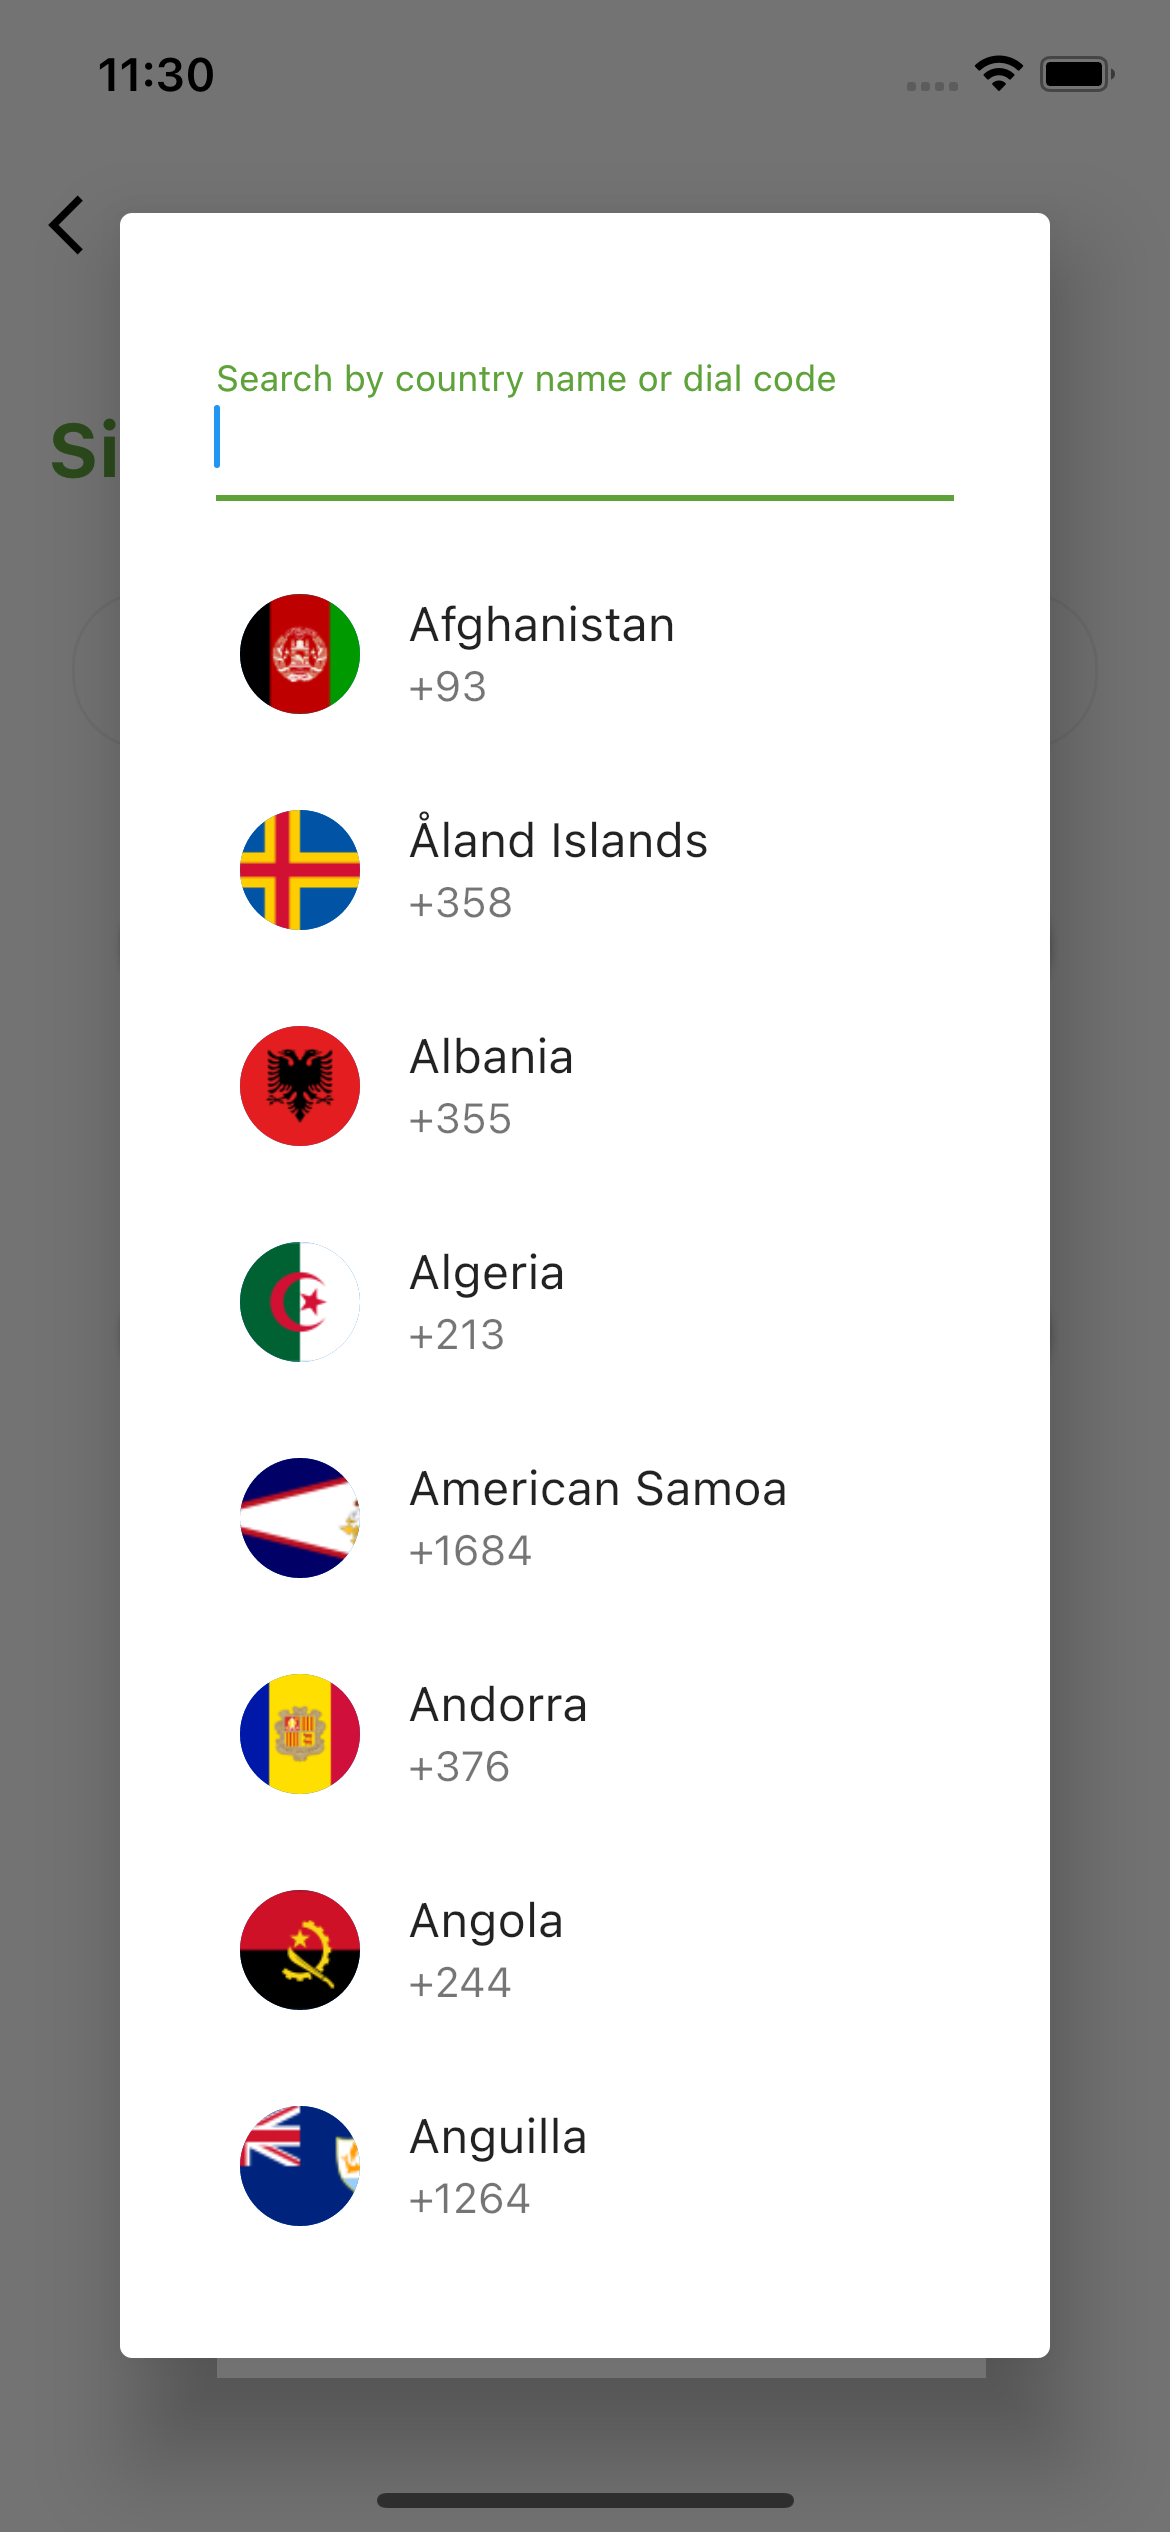 11:30
Si
Search by country name or dial code
Afghanistan
+93
Åland Islands
+358
Albania
+355
Algeria
+213
American Samoa
+1684
Andorra
+376
Angola
+244
Anguilla
+1264